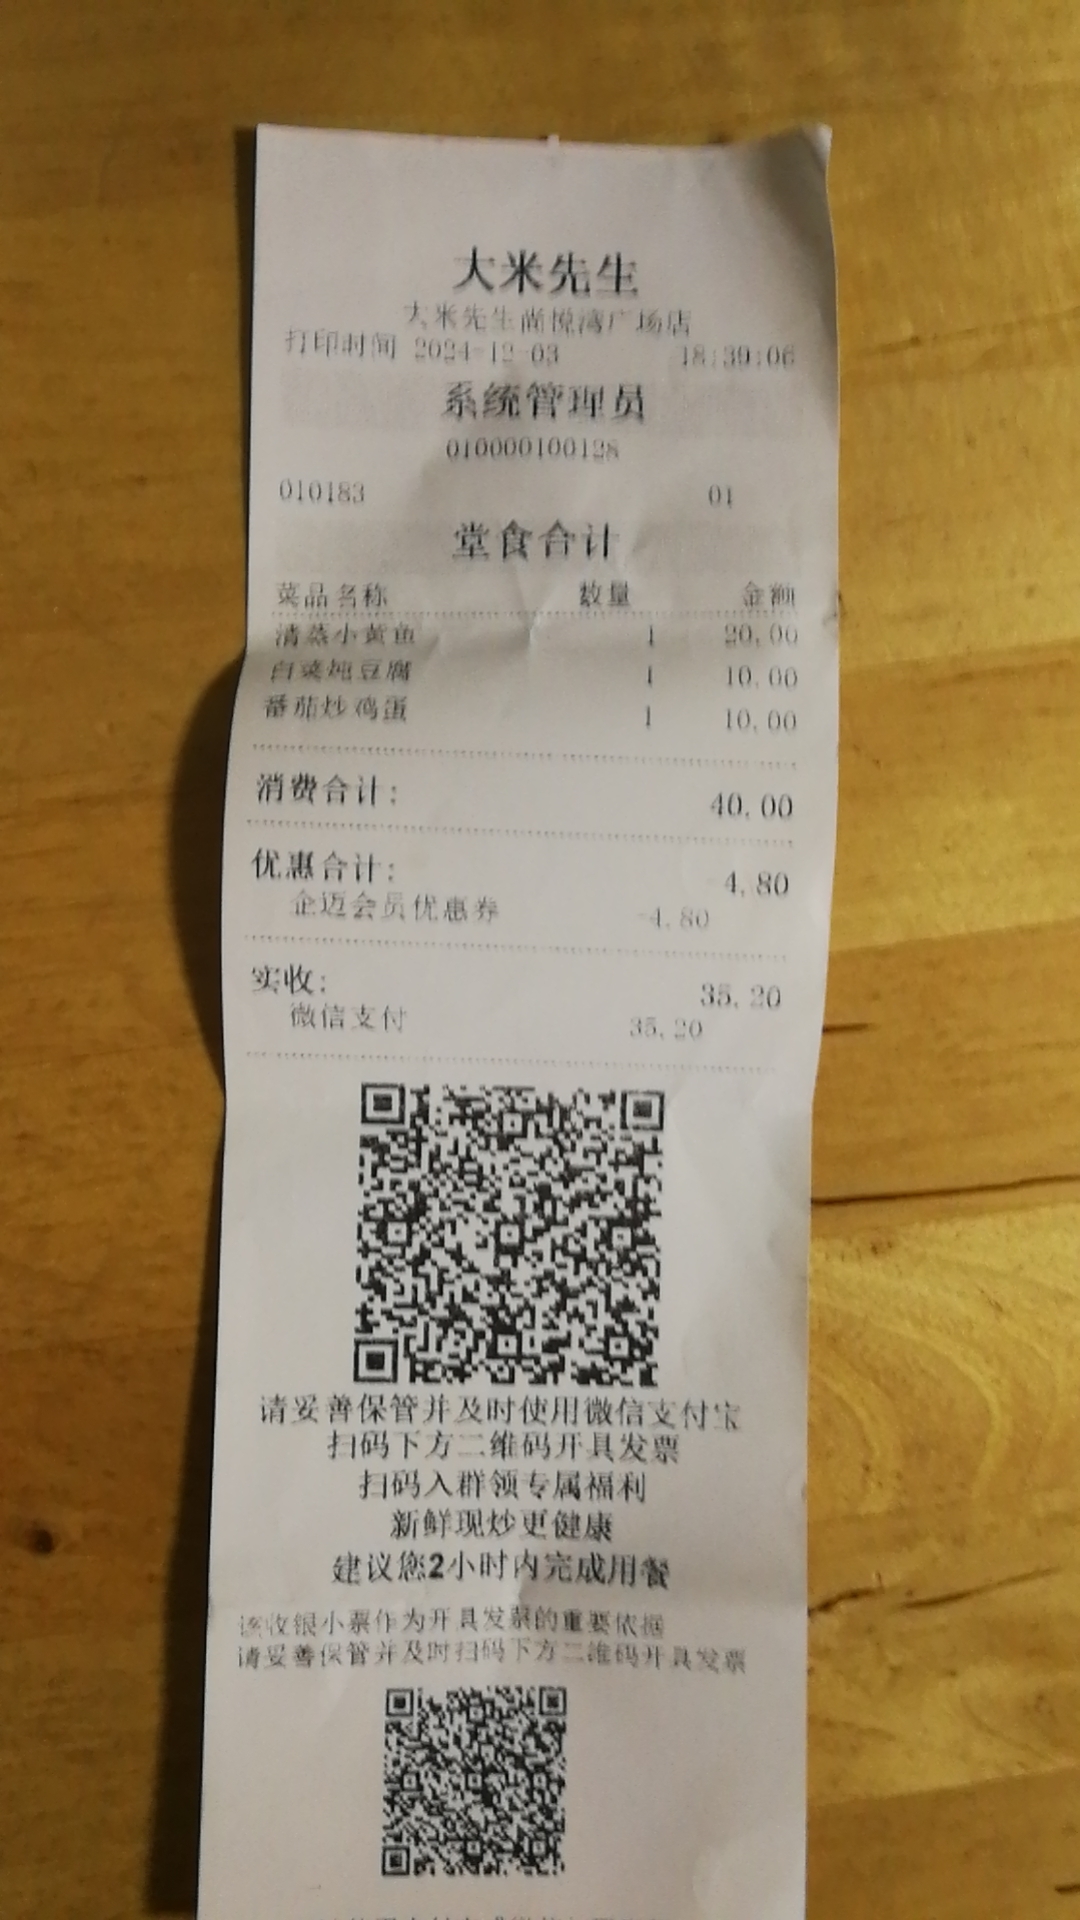 大米先生
大米先生尚悦湾广场店
打印时间 2024-12-03 18:39:06
系统管理员
010000100128
010183 01
堂食合计
菜品名称 数量 金额
清蒸小黄鱼 1 20.00
白菜炖豆腐 1 10.00
番茄炒鸡蛋 1 10.00
消费合计: 40.00
优惠合计: 4.80
企迈会员优惠券 -4.80
实收: 35.20
微信支付 35.20
请妥善保管并及时使用微信支付宝
扫码下方二维码开具发票
扫码入群领专属福利
新鲜现炒更健康
建议您2小时内完成用餐
该收银小票作为开具发票的重要依据
请妥善保管并及时扫码下方二维码开具发票